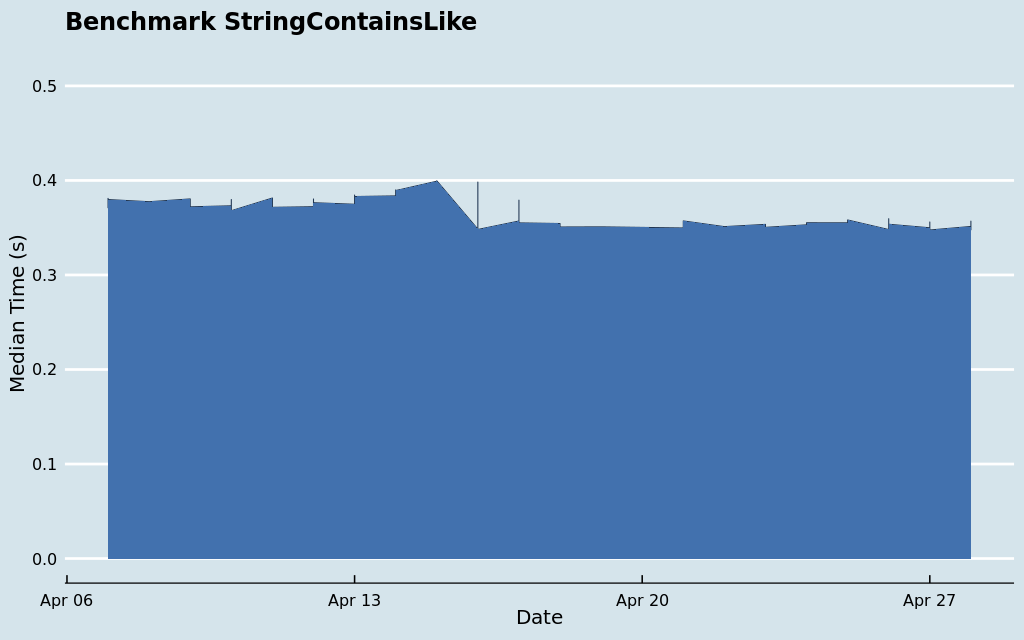 Benchmark StringContainsLike
0.5
0.4
0.3
0.2
0.1
0.0
Median Time (s)
Apr 06
Apr 13
Apr 20
Apr 27
Date